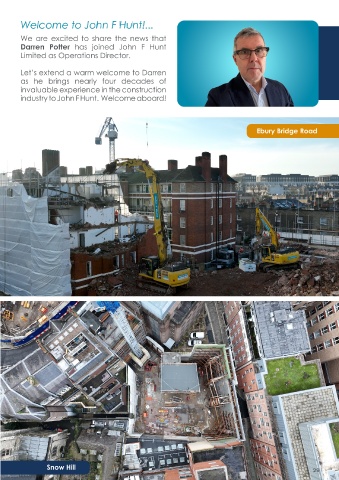 Welcome to John F Hunt!...
We are excited to share the news that
Darren Potter has joined John F Hunt
Limited as Operations Director.
Let's extend a warm welcome to Darren
as he brings nearly four decades of
invaluable experience in the construction
industry to John F Hunt. Welcome aboard!
Ebury Bridge Road
Snow Hill